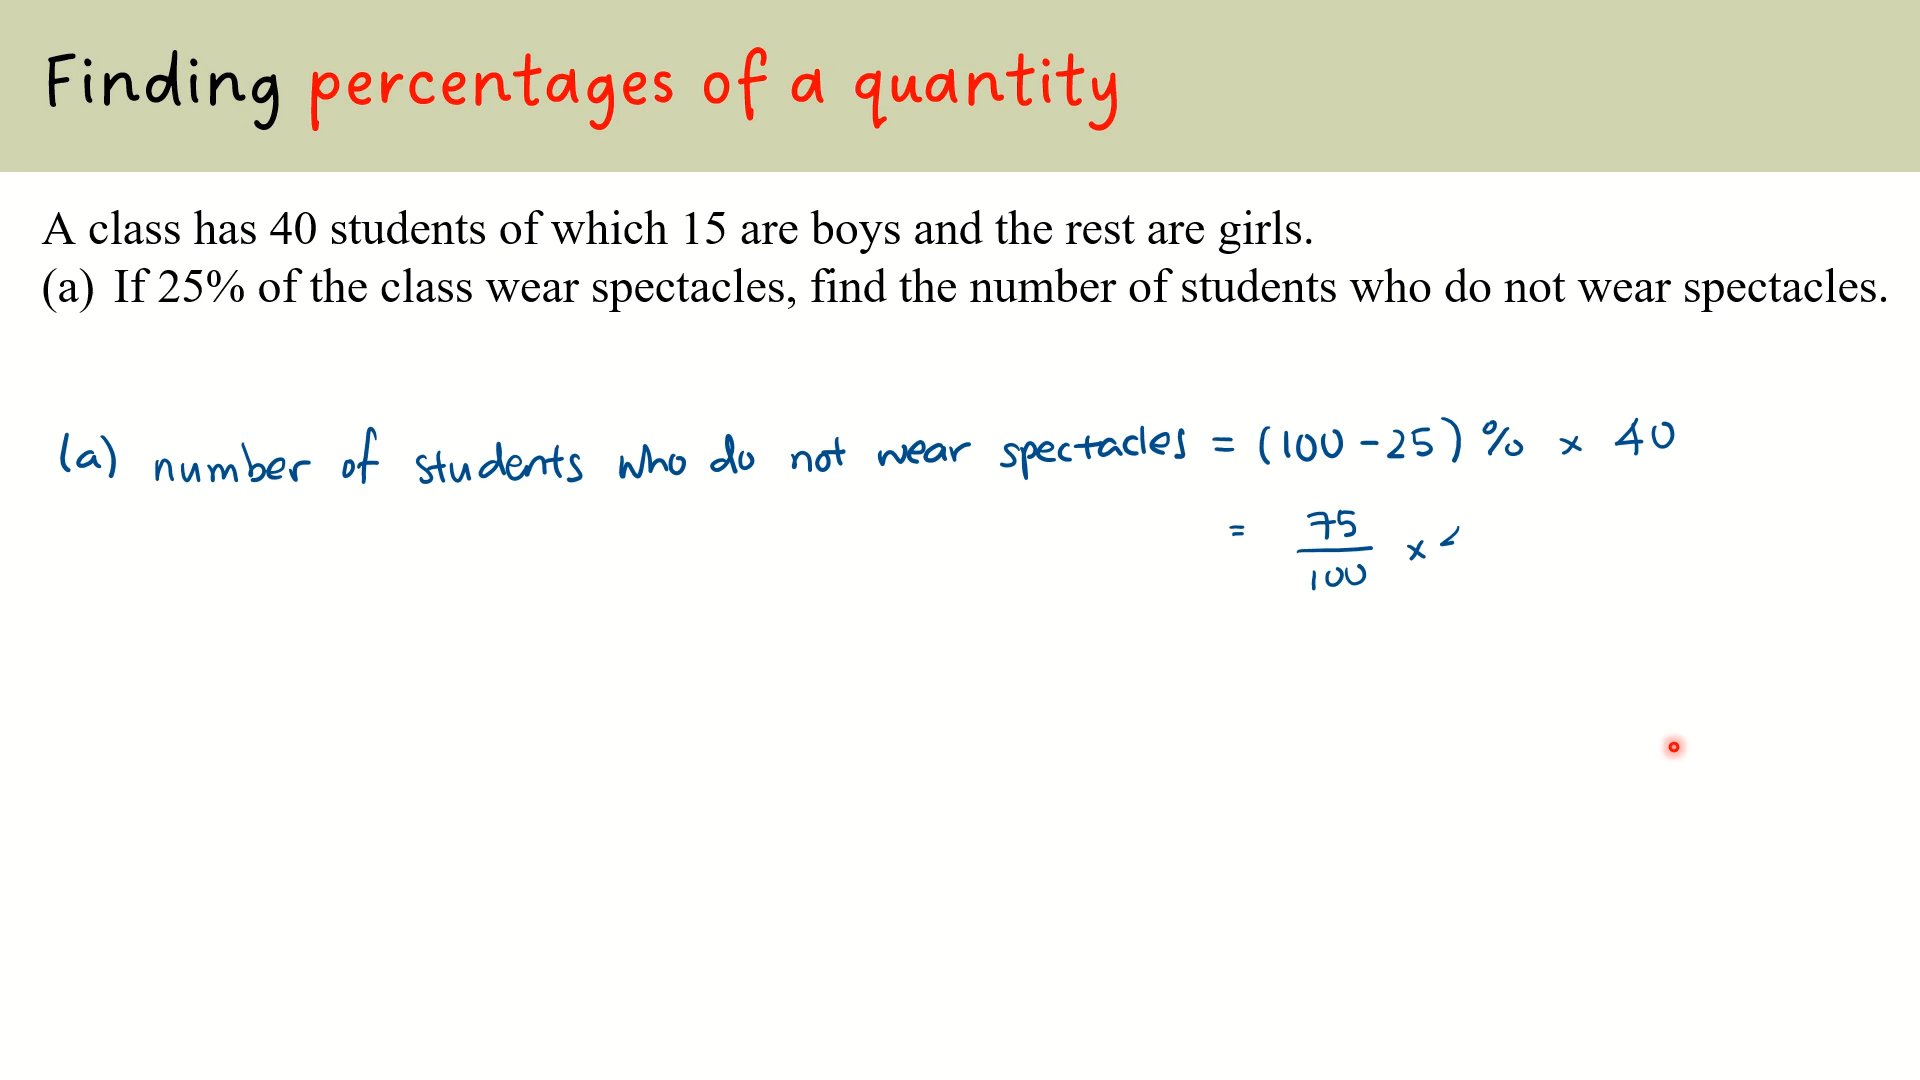 Finding percentages of a quantity
A class has 40 students of which 15 are boys and the rest are girls.
(a) If 25% of the class wear spectacles, find the number of students who do not wear spectacles.
(a) number of students who do not wear spectacles = (100 - 25) % × 40
= 75/100 ×